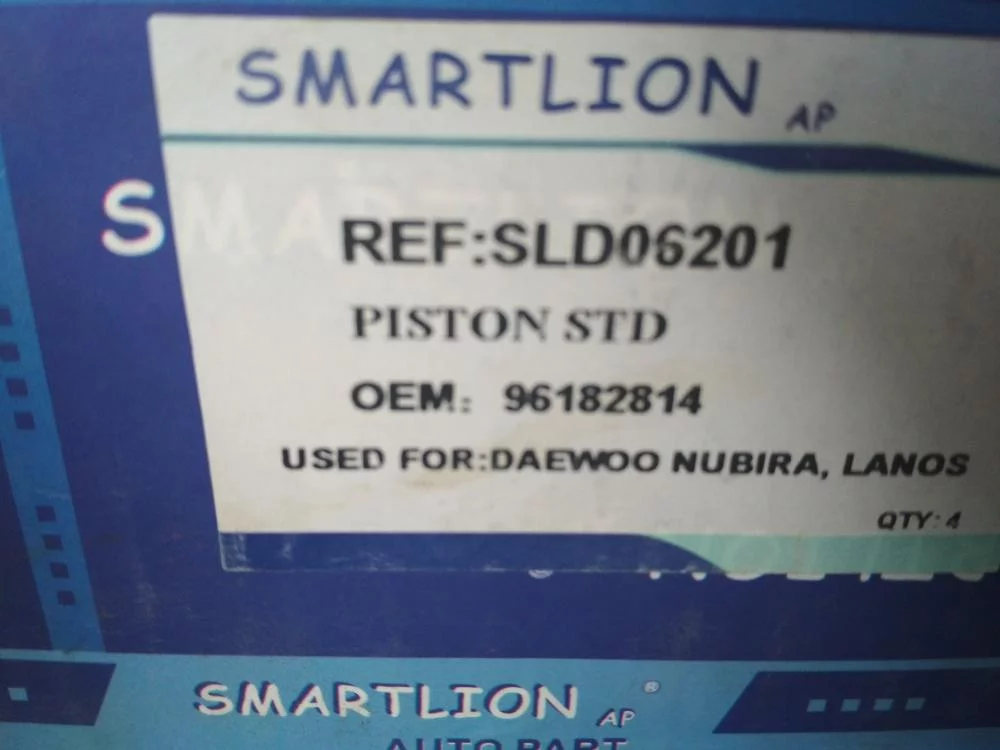 SMARTLION AP
SMART
REF:SLD06201
PISTON STD
OEM: 96182814
USED FOR:DAEWOO NUBIRA, LANOS
QTY:4
SMARTLION AP ®
AUTO PART